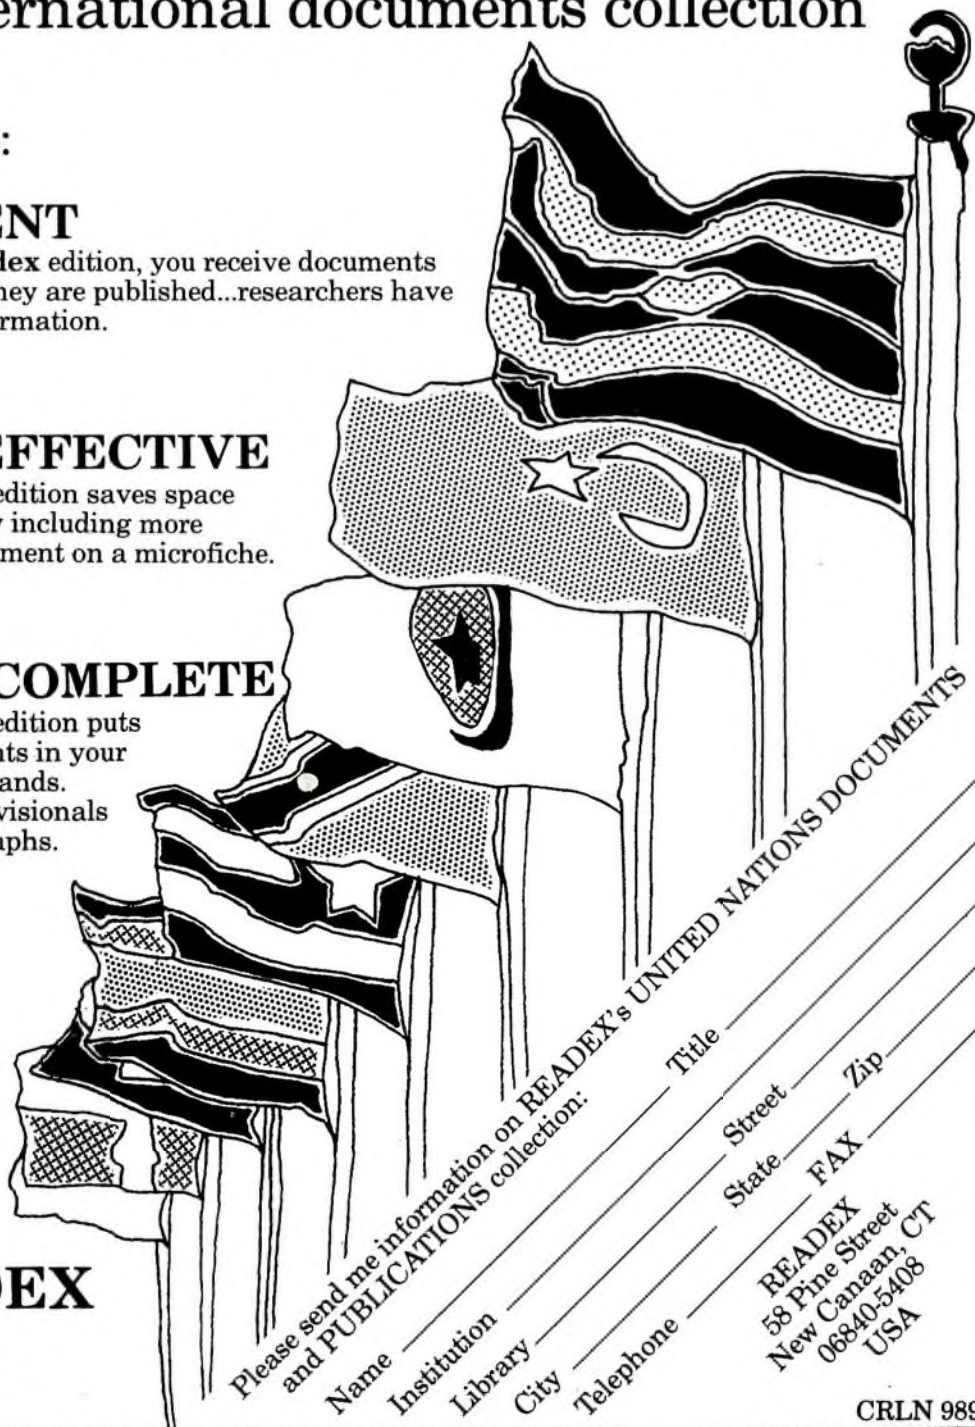 ernational documents collection
:
ENT
dex edition, you receive documents
hey are published...researchers have
rmation.
EFFECTIVE
edition saves space
y including more
ment on a microfiche.
COMPLETE
edition puts
nts in your
ands.
visionals
aphs.
DEX
Please send me information on READEX's UNITED NATIONS DOCUMENTS
and PUBLICATIONS collection:
Name Title
Institution
Library Street
City State Zip
Telephone FAX
READEX
58 Pine Street
New Canaan, CT
06840-5408
USA
CRLN 989